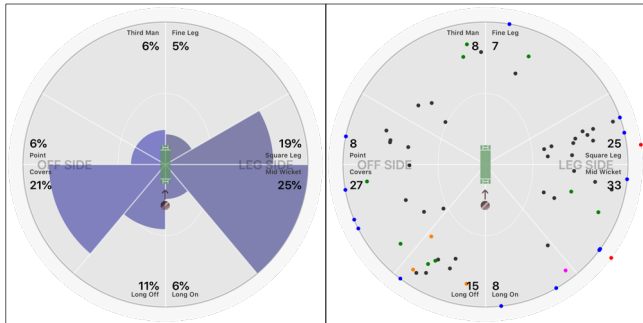 Third Man Fine Leg
6% 5%
6%
Point
OFF SIDE
Covers
21%
19%
Square Leg
LEG SIDE
Mid Wicket
25%
11% 6%
Long Off Long On
Third Man Fine Leg
8 7
8
Point
OFF SIDE
Covers
27
25
Square Leg
LEG SIDE
Mid Wicket
33
15 8
Long Off Long On